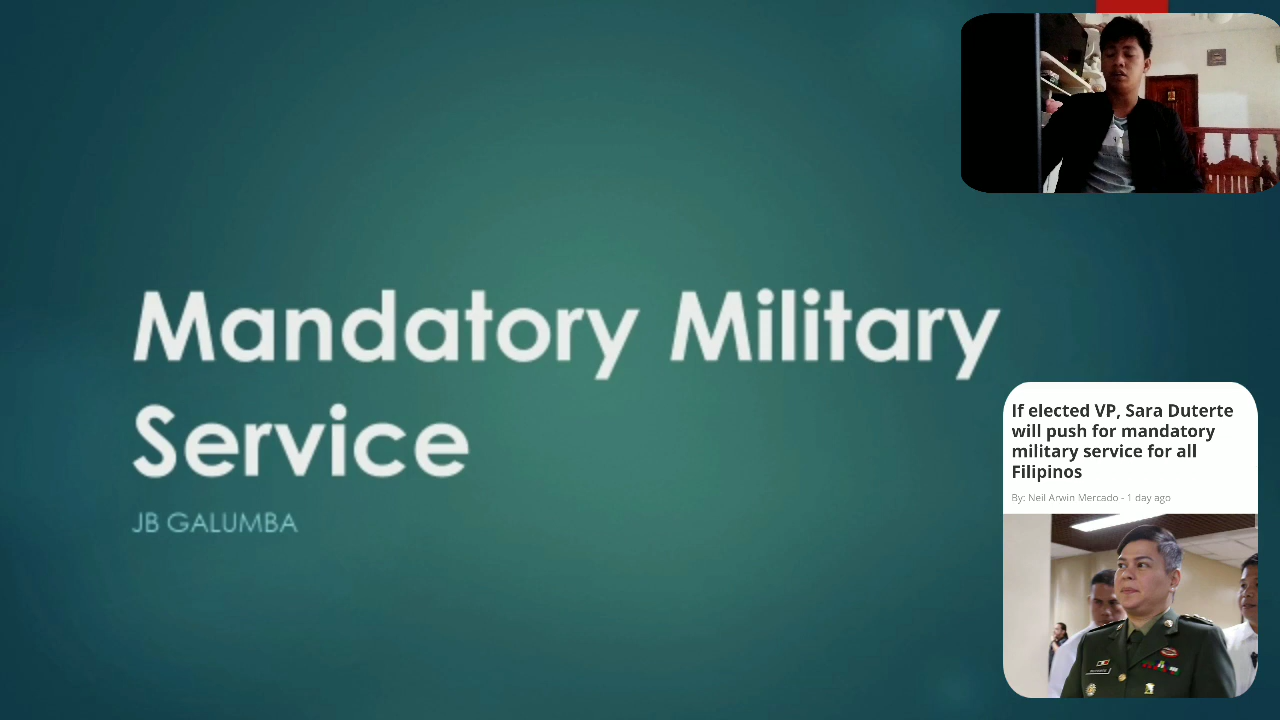 Mandatory Military
Service
JB GALUMBA
If elected VP, Sara Duterte
will push for mandatory
military service for all
Filipinos
By: Neil Arwin Mercado - 1 day ago